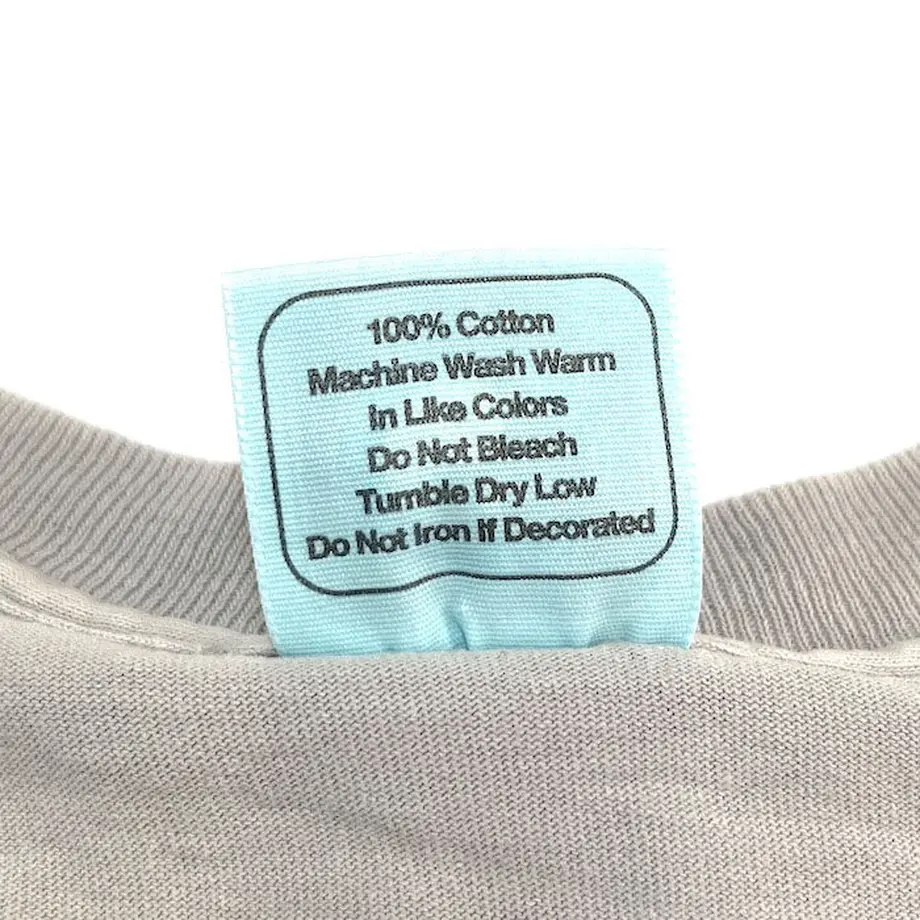 100% Cotton
Machine Wash Warm
In Like Colors
Do Not Bleach
Tumble Dry Low
Do Not Iron If Decorated